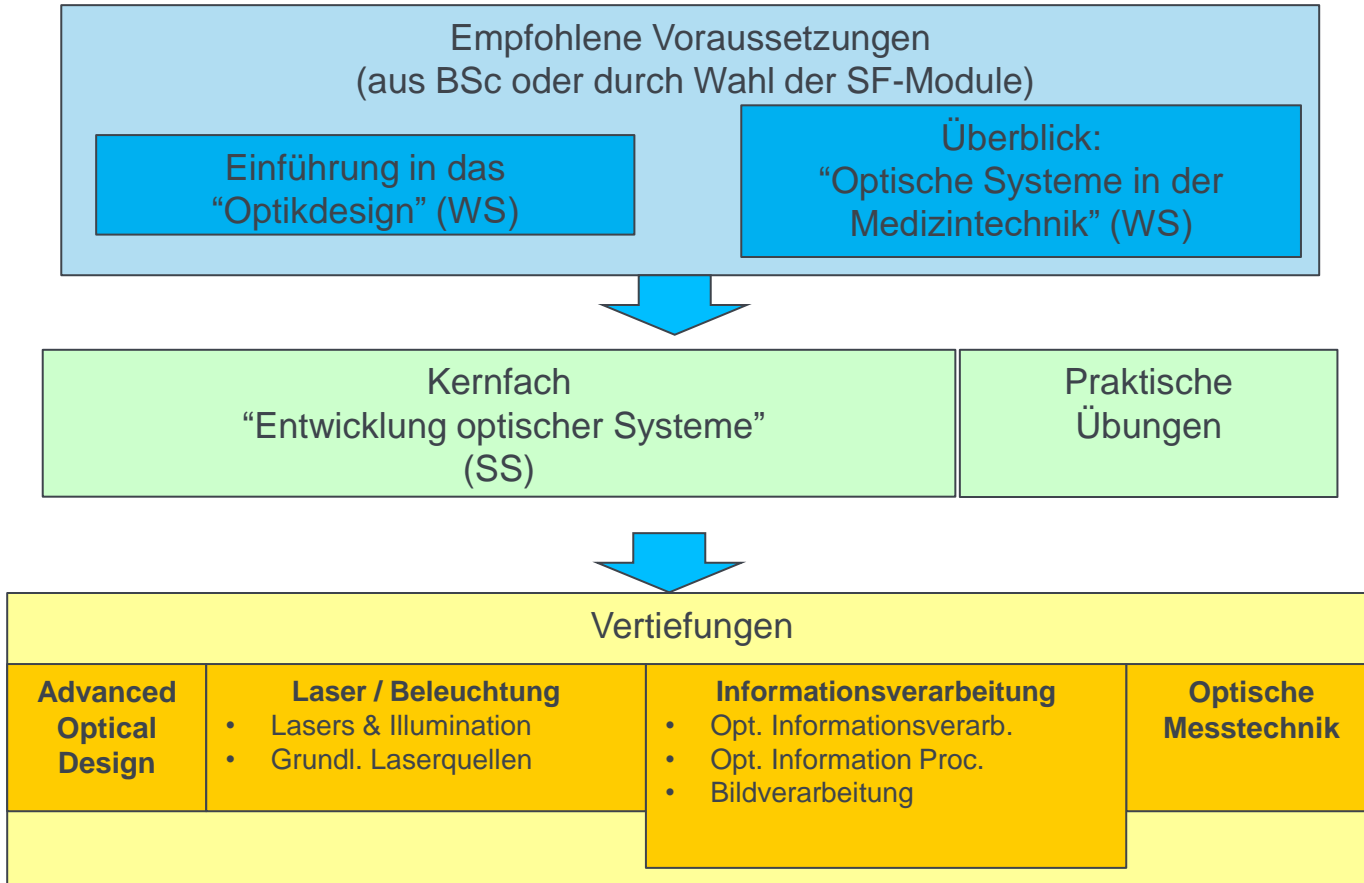 Empfohlene Voraussetzungen
(aus BSc oder durch Wahl der SF-Module)
Einführung in das
“Optikdesign” (WS)
Überblick:
“Optische Systeme in der
Medizintechnik” (WS)
Kernfach
“Entwicklung optischer Systeme”
(SS)
Praktische
Übungen
Vertiefungen
Advanced
Optical
Design
Laser / Beleuchtung
• Lasers & Illumination
• Grundl. Laserquellen
Informationsverarbeitung
• Opt. Informationsverarb.
• Opt. Information Proc.
• Bildverarbeitung
Optische
Messtechnik